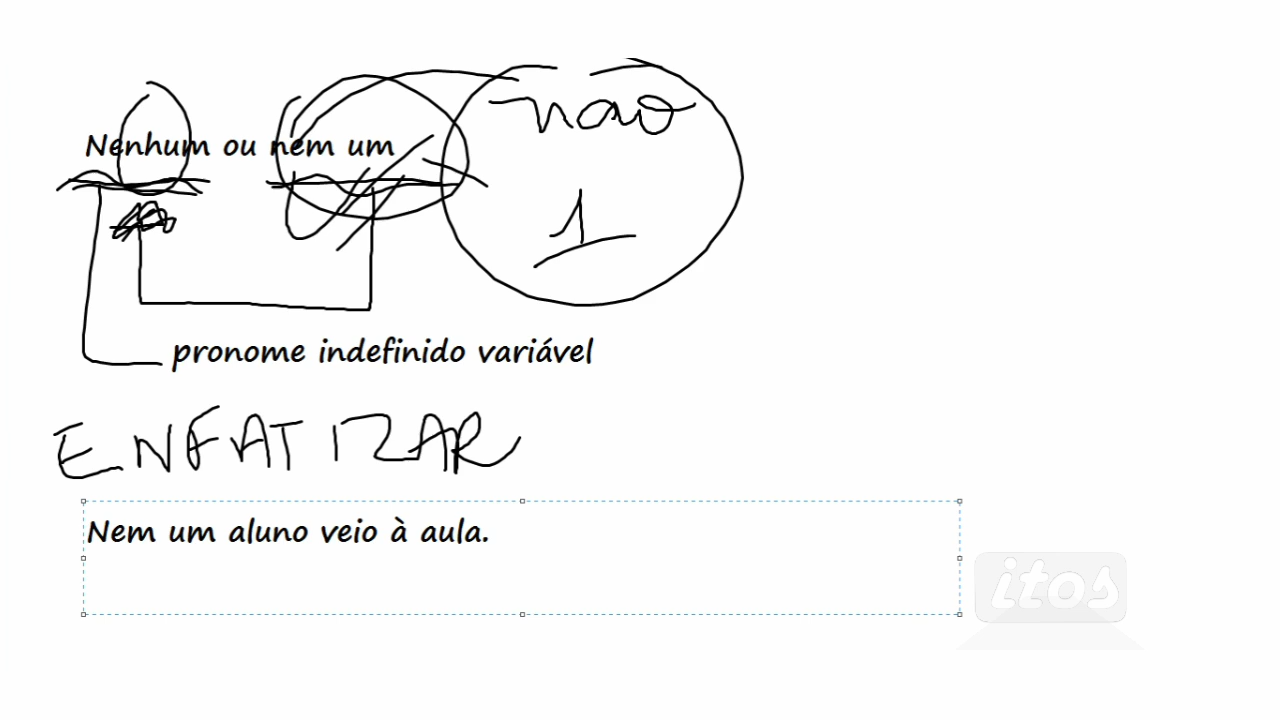 não
Nenhum ou nem um
1
pronome indefinido variável
ENFATIZAR
Nem um aluno veio à aula.
itos